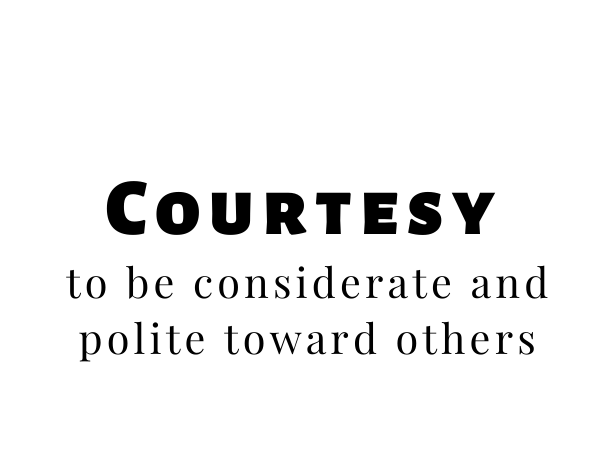 Courtesy
to be considerate and
polite toward others